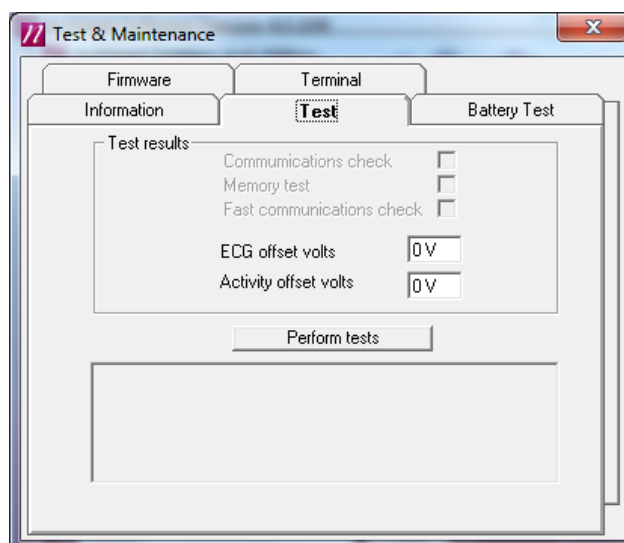 Test & Maintenance
Firmware Terminal
Information Test Battery Test
Test results
Commumications check
Memory test
Fast communications check
ECG offset volts 0 V
Activity offset volts 0 V
Perform tests